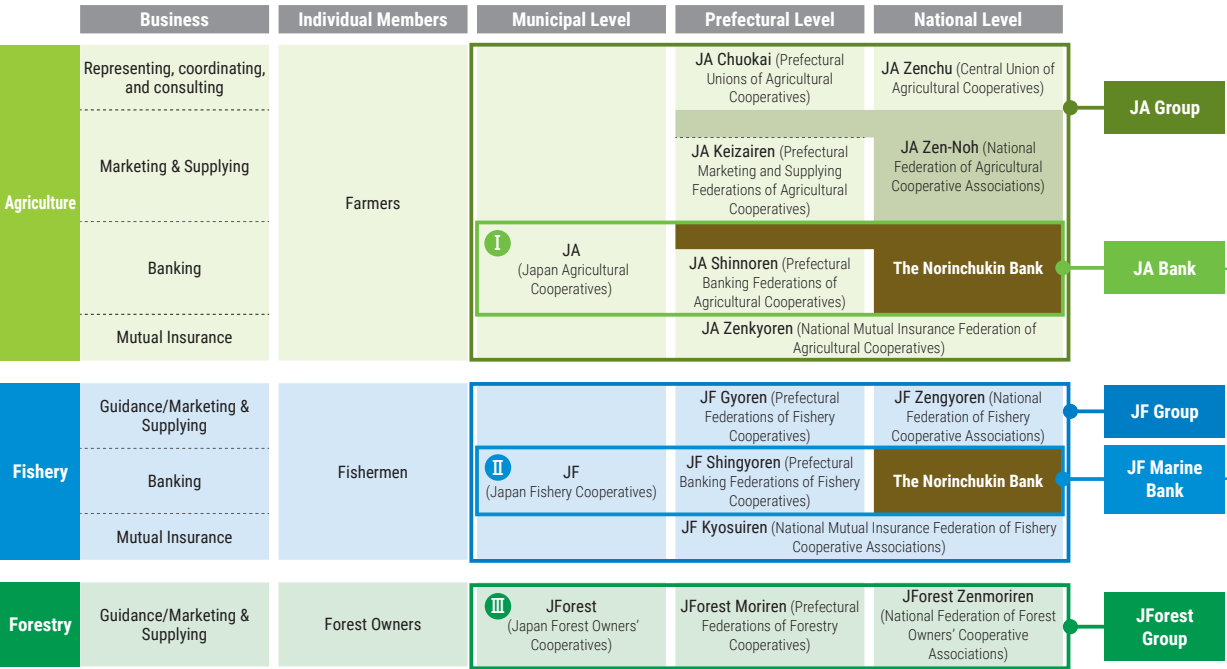 Business
Individual Members
Municipal Level
Prefectural Level
National Level
Agriculture
Representing, coordinating,
and consulting
Marketing & Supplying
Banking
Mutual Insurance
Farmers
I
JA
(Japan Agricultural
Cooperatives)
JA Chuokai (Prefectural
Unions of Agricultural
Cooperatives)
JA Zenchu (Central Union of
Agricultural Cooperatives)
JA Keizairen (Prefectural
Marketing and Supplying
Federations of Agricultural
Cooperatives)
JA Zen-Noh (National
Federation of Agricultural
Cooperative Associations)
JA Shinnoren (Prefectural
Banking Federations of
Agricultural Cooperatives)
The Norinchukin Bank
JA Zenkyoren (National Mutual Insurance Federation of
Agricultural Cooperatives)
JA Group
JA Bank
Fishery
Guidance/Marketing &
Supplying
Banking
Mutual Insurance
Fishermen
II
JF
(Japan Fishery Cooperatives)
JF Gyoren (Prefectural
Federations of Fishery
Cooperatives)
JF Zengyoren (National
Federation of Fishery
Cooperative Associations)
JF Shingyoren (Prefectural
Banking Federations of Fishery
Cooperatives)
The Norinchukin Bank
JF Kyosuiren (National Mutual Insurance Federation of Fishery
Cooperative Associations)
JF Group
JF Marine
Bank
Forestry
Guidance/Marketing &
Supplying
Forest Owners
III
JForest
(Japan Forest Owners'
Cooperatives)
JForest Moriren (Prefectural
Federations of Forestry
Cooperatives)
JForest Zenmoriren
(National Federation of Forest
Owners' Cooperative
Associations)
JForest
Group